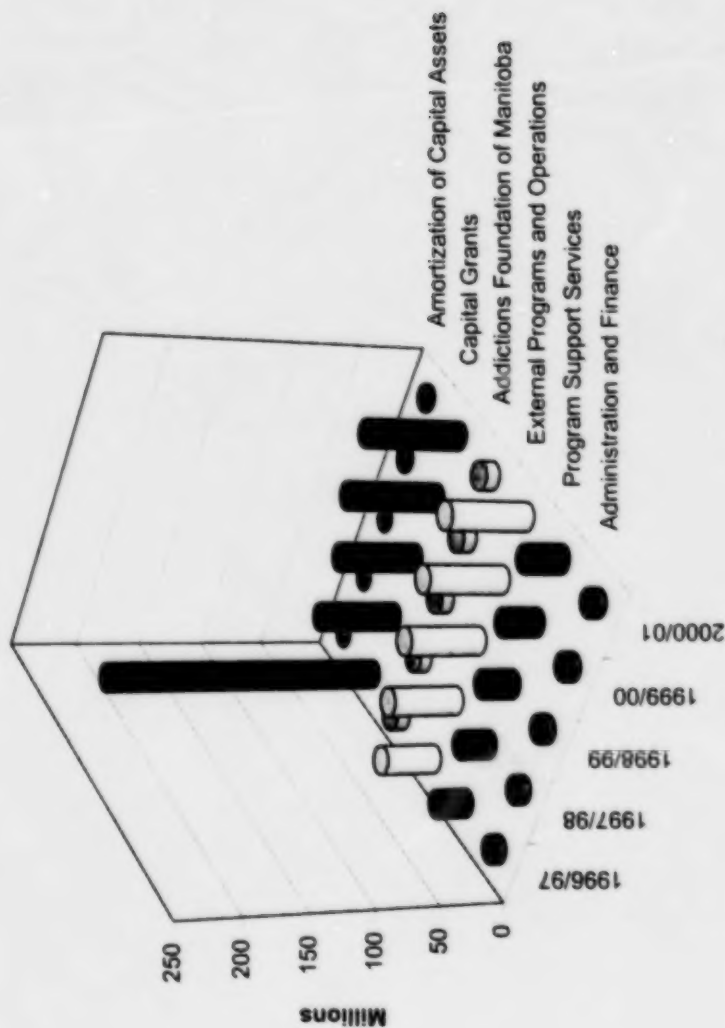 Millions
250
200
150
100
50
0
1996/97
1997/98
1998/99
1999/00
2000/01
Amortization of Capital Assets
Capital Grants
Addictions Foundation of Manitoba
External Programs and Operations
Program Support Services
Administration and Finance